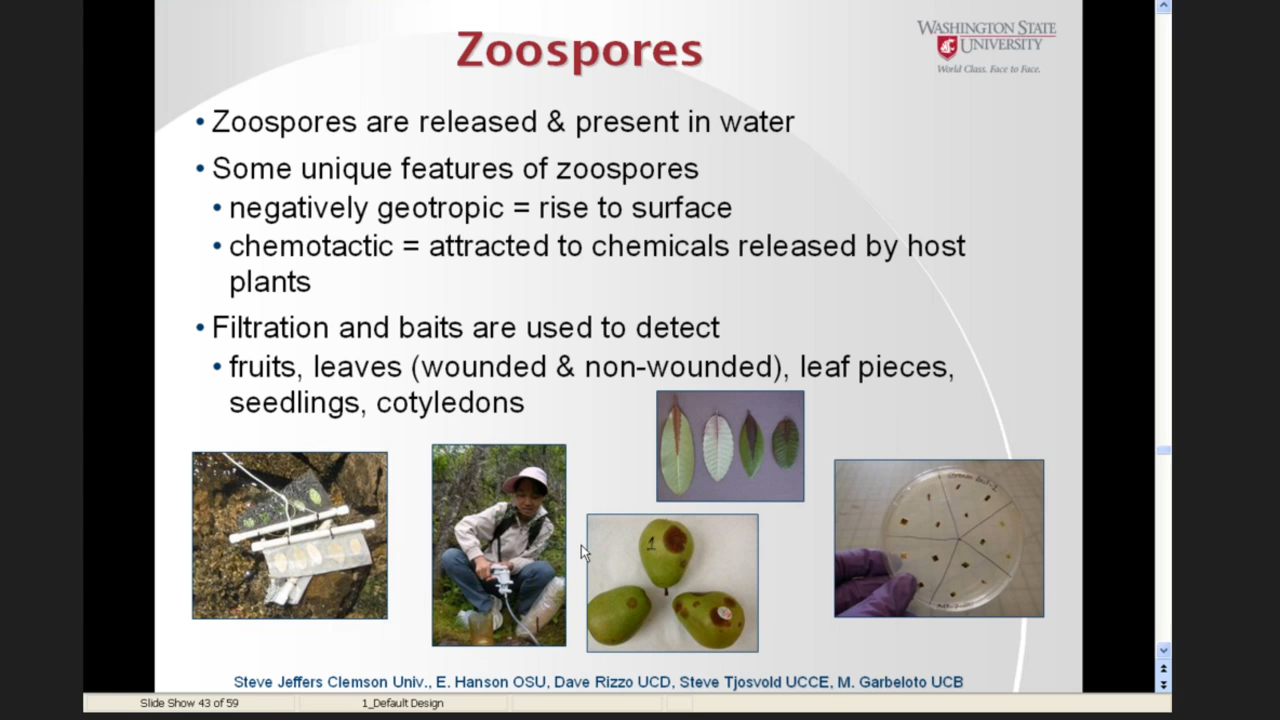 Zoospores
WASHINGTON STATE
UNIVERSITY
World Class. Face to Face.
• Zoospores are released & present in water
• Some unique features of zoospores
• negatively geotropic = rise to surface
• chemotactic = attracted to chemicals released by host
plants
• Filtration and baits are used to detect
• fruits, leaves (wounded & non-wounded), leaf pieces,
seedlings, cotyledons
1
Steve Jeffers Clemson Univ., E. Hanson OSU, Dave Rizzo UCD, Steve Tjosvold UCCE, M. Garbeloto UCB
Slide Show 43 of 59
1_Default Design